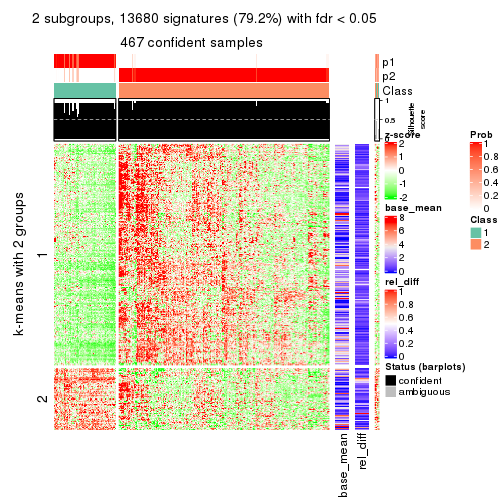 2 subgroups, 13680 signatures (79.2%) with fdr < 0.05
467 confident samples
p1
p2
Class
1
0.5
0
Silhouette
score
k-means with 2 groups
1
2
base_mean
rel_diff
z-score
2
1
0
-1
-2
base_mean
8
6
4
2
0
rel_diff
1
0.8
0.6
0.4
0.2
0
Prob
1
0.8
0.6
0.4
0.2
0
Class
1
2
Status (barplots)
confident
ambiguous